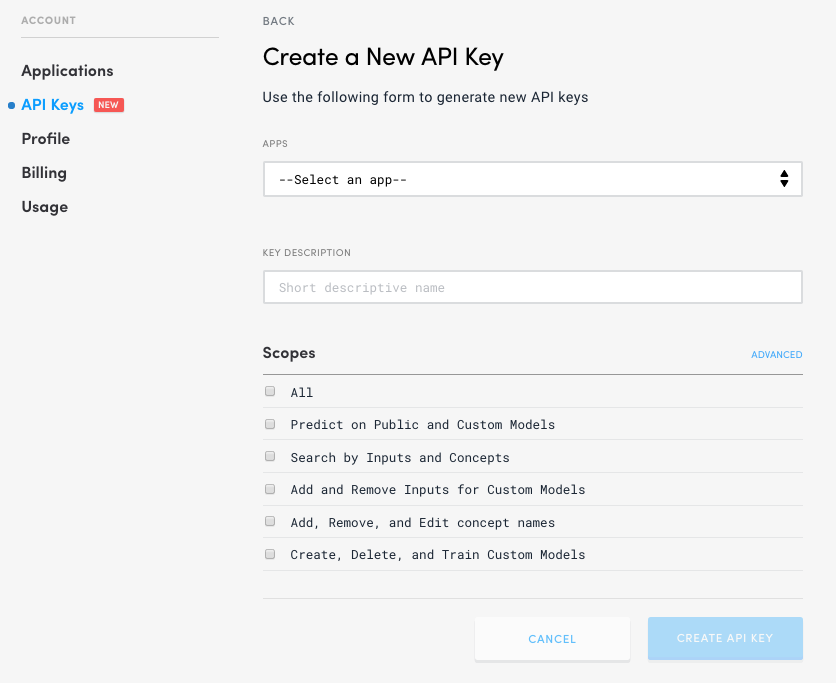 ACCOUNT
Applications
API Keys NEW
Profile
Billing
Usage
BACK
Create a New API Key
Use the following form to generate new API keys
APPS
--Select an app--
KEY DESCRIPTION
Short descriptive name
Scopes ADVANCED
All
Predict on Public and Custom Models
Search by Inputs and Concepts
Add and Remove Inputs for Custom Models
Add, Remove, and Edit concept names
Create, Delete, and Train Custom Models
CANCEL CREATE API KEY